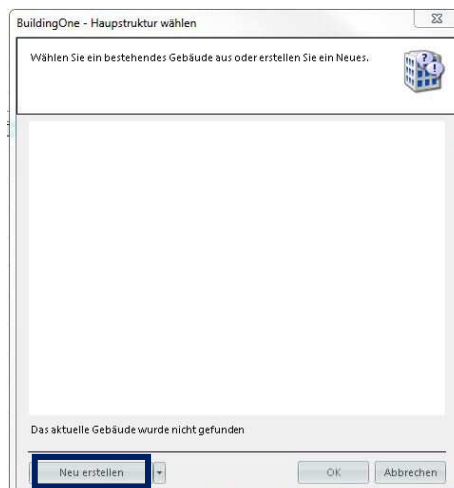 BuildingOne - Haupstruktur wählen
Wählen Sie ein bestehendes Gebäude aus oder erstellen Sie ein Neues.
Das aktuelle Gebäude wurde nicht gefunden
Neu erstellen OK Abbrechen